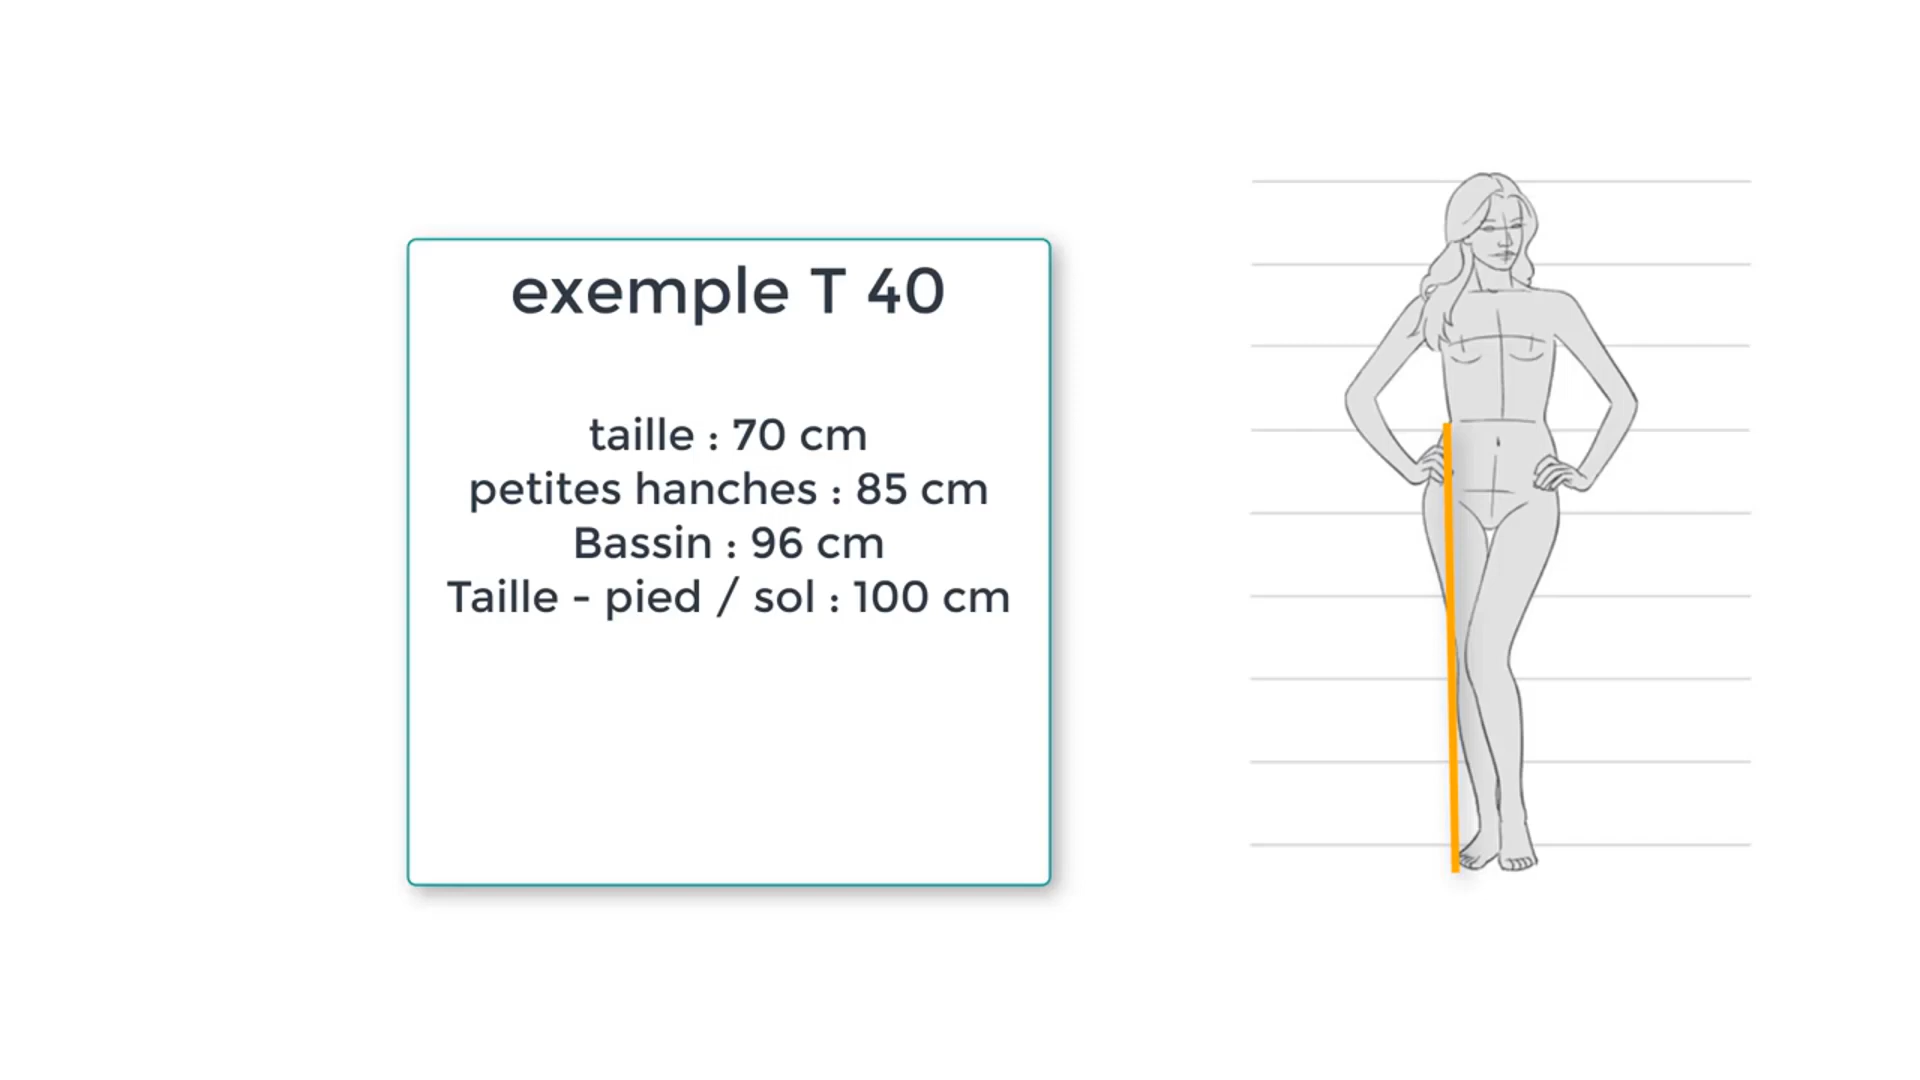 exemple T 40
taille : 70 cm
petites hanches : 85 cm
Bassin : 96 cm
Taille - pied / sol : 100 cm